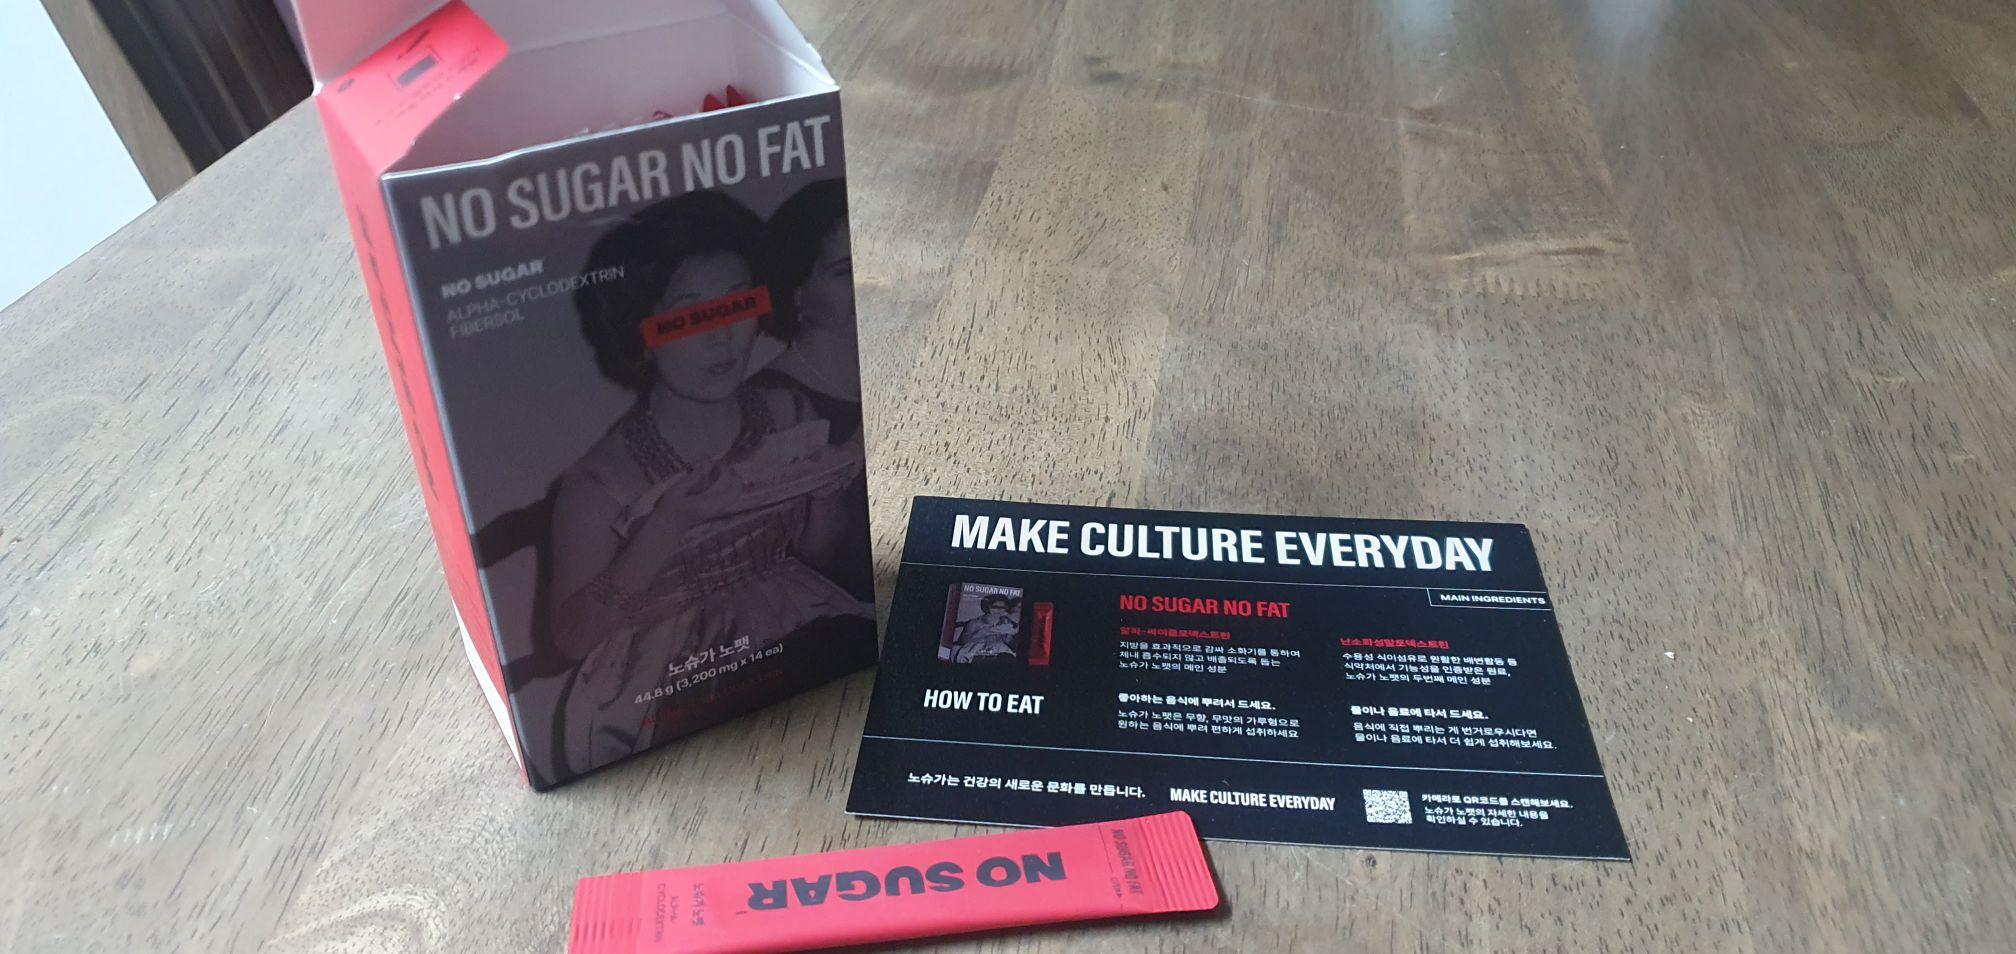 NO SUGAR NO FAT
NO SUGAR
ALPHA-CYCLODEXTRIN
FIBERSOL
NO SUGAR
노슈가 노팻
44.8 g (3,200 mg x 14 ea)
MAKE CULTURE EVERYDAY
MAIN INGREDIENTS
NO SUGAR NO FAT
NO SUGAR NO FAT
알파-싸이클로덱스트린
지방을 효과적으로 감싸 소화기를 통하여
체내 흡수되지 않고 배출되도록 돕는
노슈가 노팻의 메인 성분
난소화성말토덱스트린
수용성 식이섬유로 원활한 배변활동 등
식약처에서 기능성을 인증받은 원료,
노슈가 노팻의 두번째 메인 성분
HOW TO EAT
좋아하는 음식에 뿌려서 드세요.
노슈가 노팻은 무향, 무맛의 가루형으로
원하는 음식에 뿌려 편하게 섭취하세요
물이나 음료에 타서 드세요.
음식에 직접 뿌리는 게 번거로우시다면
물이나 음료에 타서 더 쉽게 섭취해보세요.
노슈가는 건강의 새로운 문화를 만듭니다.
MAKE CULTURE EVERYDAY
카메라로 QR코드를 스캔해보세요.
노슈가 노팻의 자세한 내용을
확인하실 수 있습니다.
NO SUGAR NO FAT
NO SUGAR
노슈가 노팻
ALPHA-
CYCLODEXTRIN